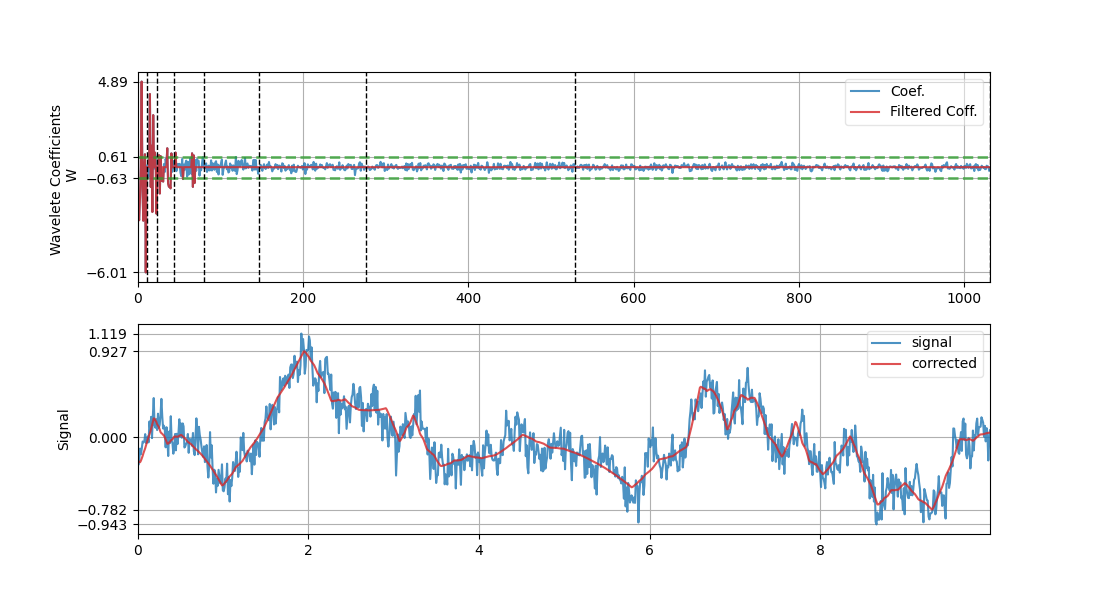 4.89
0.61
−0.63
−6.01
Wavelete Coefficients
W
Coef.
Filtered Coff.
0 200 400 600 800 1000
1.119
0.927
0.000
−0.782
−0.943
Signal
signal
corrected
0 2 4 6 8